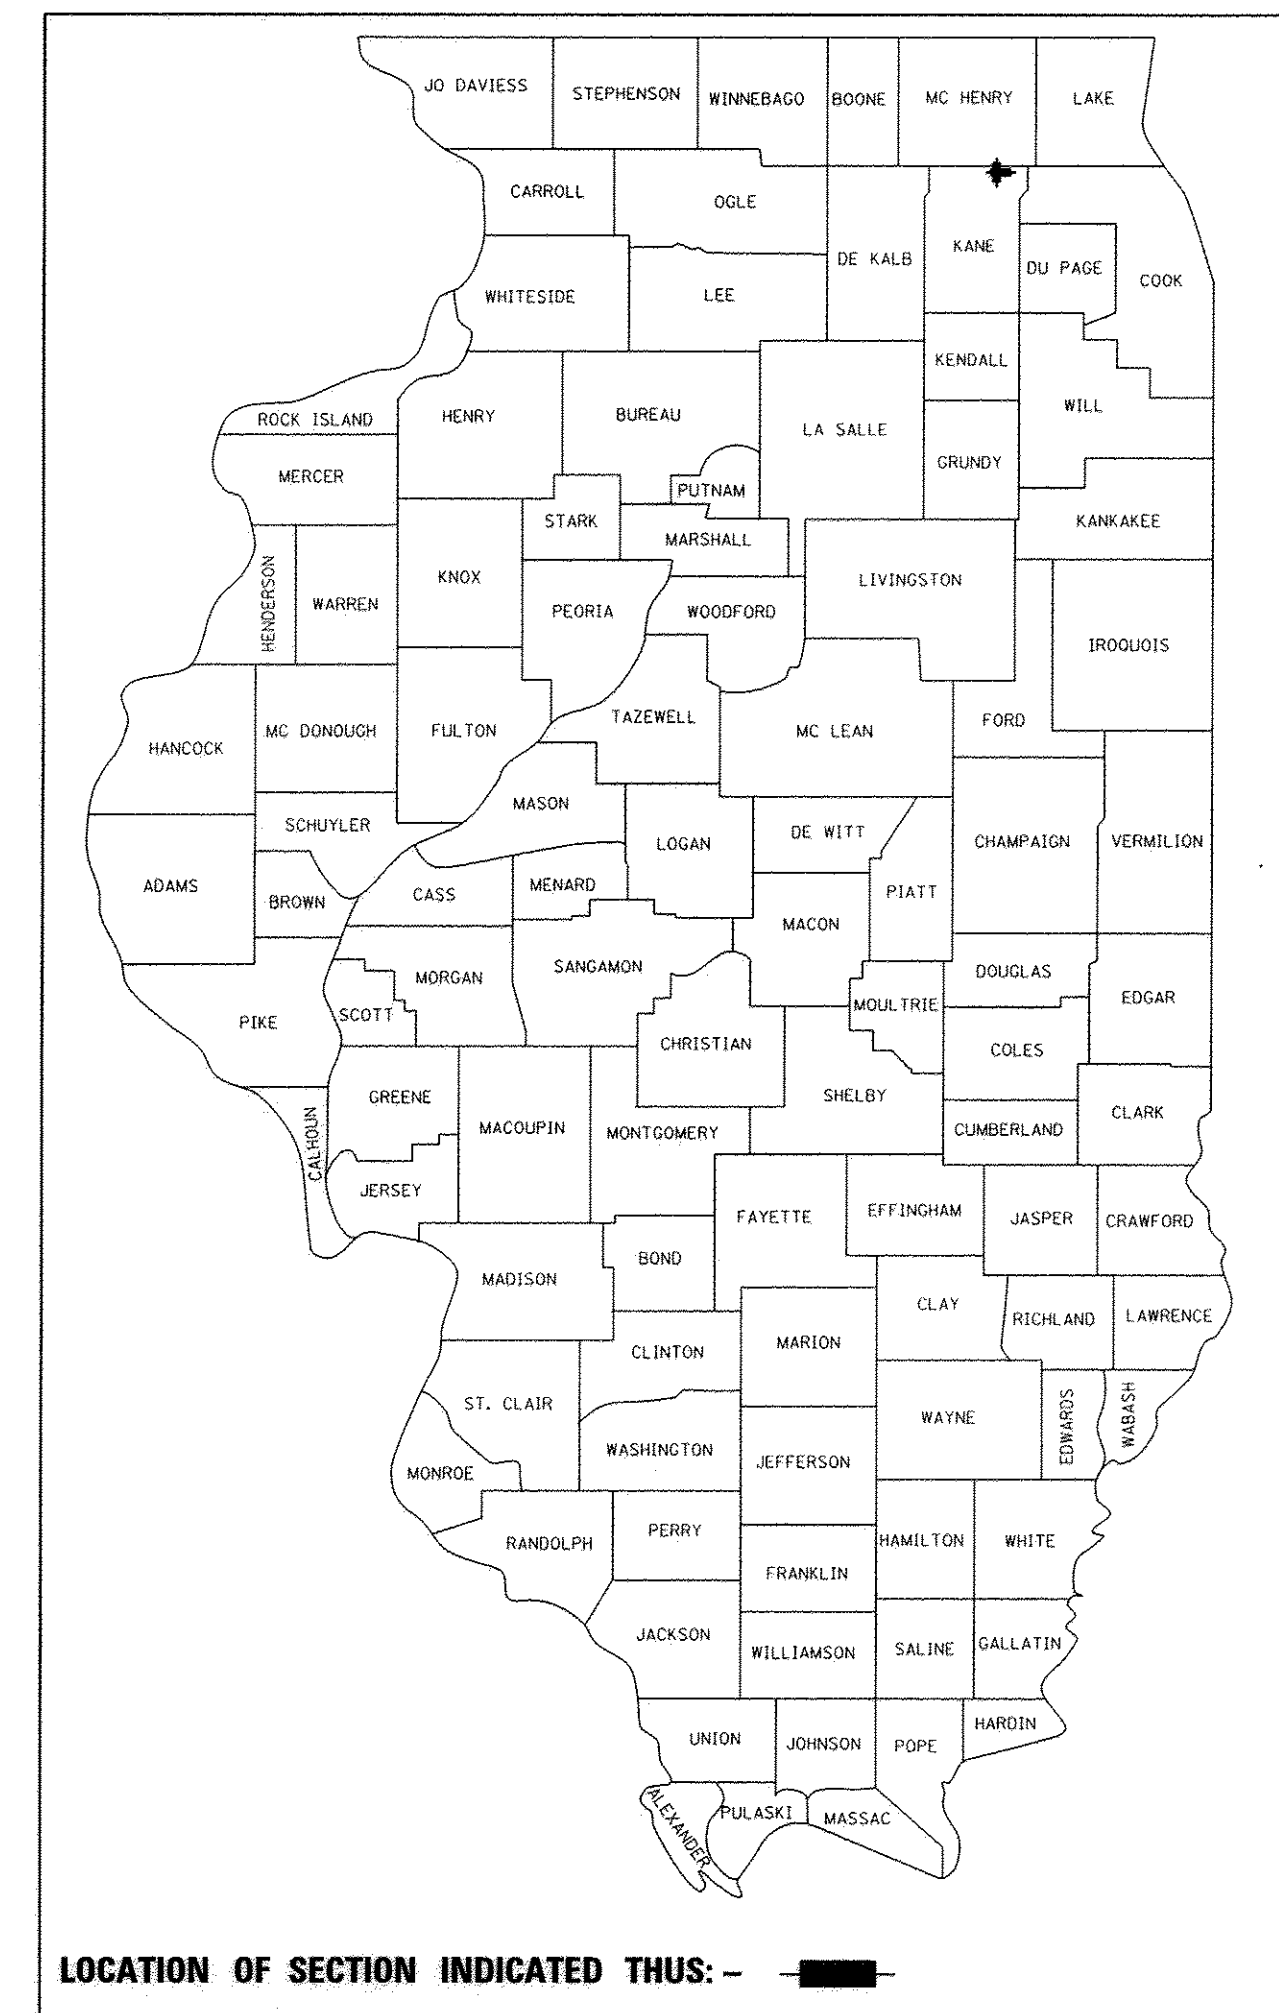 JO DAVIESS
STEPHENSON
WINNEBAGO
BOONE
MC HENRY
LAKE
CARROLL
OGLE
DE KALB
KANE
DU PAGE
COOK
WHITESIDE
LEE
KENDALL
ROCK ISLAND
HENRY
BUREAU
LA SALLE
WILL
MERCER
PUTNAM
GRUNDY
STARK
MARSHALL
KANKAKEE
HENDERSON
WARREN
KNOX
PEORIA
WOODFORD
LIVINGSTON
IROQUOIS
HANCOCK
MC DONOUGH
FULTON
TAZEWELL
MC LEAN
FORD
SCHUYLER
MASON
LOGAN
DE WITT
CHAMPAIGN
VERMILION
ADAMS
BROWN
CASS
MENARD
PIATT
MACON
PIKE
SCOTT
MORGAN
SANGAMON
CHRISTIAN
MOULTRIE
DOUGLAS
EDGAR
COLES
CALHOUN
GREENE
MACOUPIN
MONTGOMERY
SHELBY
CUMBERLAND
CLARK
JERSEY
FAYETTE
EFFINGHAM
JASPER
CRAWFORD
MADISON
BOND
CLAY
RICHLAND
LAWRENCE
CLINTON
MARION
ST. CLAIR
WAYNE
EDWARDS
WABASH
MONROE
WASHINGTON
JEFFERSON
RANDOLPH
PERRY
HAMILTON
WHITE
FRANKLIN
JACKSON
WILLIAMSON
SALINE
GALLATIN
UNION
JOHNSON
POPE
HARDIN
ALEXANDER
PULASKI
MASSAC
LOCATION OF SECTION INDICATED THUS: –